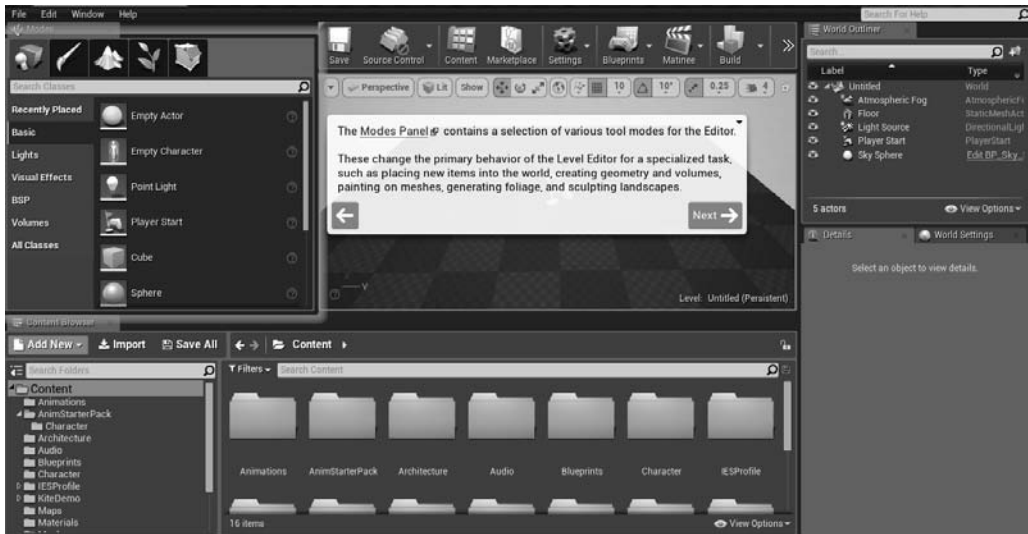 File Edit Window Help
Search For Help
Modes
Search Classes
Recently Placed
Basic
Lights
Visual Effects
BSP
Volumes
All Classes
Empty Actor
Empty Character
Point Light
Player Start
Cube
Sphere
Save Source Control Content Marketplace Settings Blueprints Matinee Build
Perspective Lit Show 10 10° 0.25 4
The Modes Panel contains a selection of various tool modes for the Editor.
These change the primary behavior of the Level Editor for a specialized task,
such as placing new items into the world, creating geometry and volumes,
painting on meshes, generating foliage, and sculpting landscapes.
Next
Y
Level: Untitled (Persistent)
World Outliner
Search...
Label Type
Untitled World
Atmospheric Fog AtmosphericF
Floor StaticMeshAct
Light Source DirectionalLig
Player Start PlayerStart
Sky Sphere Edit BP_Sky_
5 actors View Options
Details World Settings
Select an object to view details.
Content Browser
Add New Import Save All Content
Search Folders
Filters Search Content
Content
Animations
AnimStarterPack
Character
Architecture
Audio
Blueprints
Character
IESProfile
KiteDemo
Maps
Materials
Animations AnimStarterPack Architecture Audio Blueprints Character IESProfile
16 items View Options